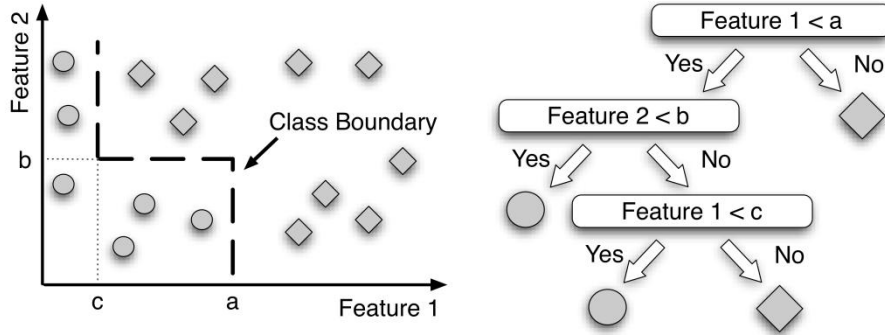 Feature 2
b
c
a
Feature 1
Class Boundary
Feature 1 < a
Yes
No
Feature 2 < b
Yes
No
Feature 1 < c
Yes
No